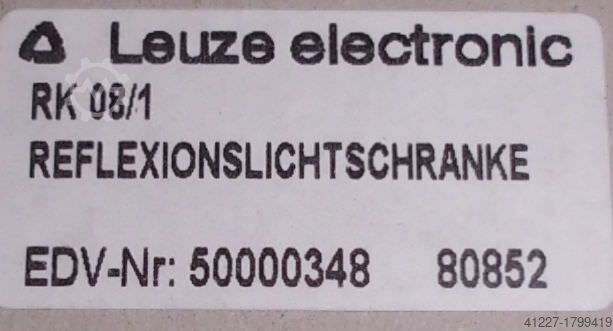 Leuze electronic
RK 08/1
REFLEXIONSLICHTSCHRANKE
EDV-Nr: 50000348 80852
41227-1799419